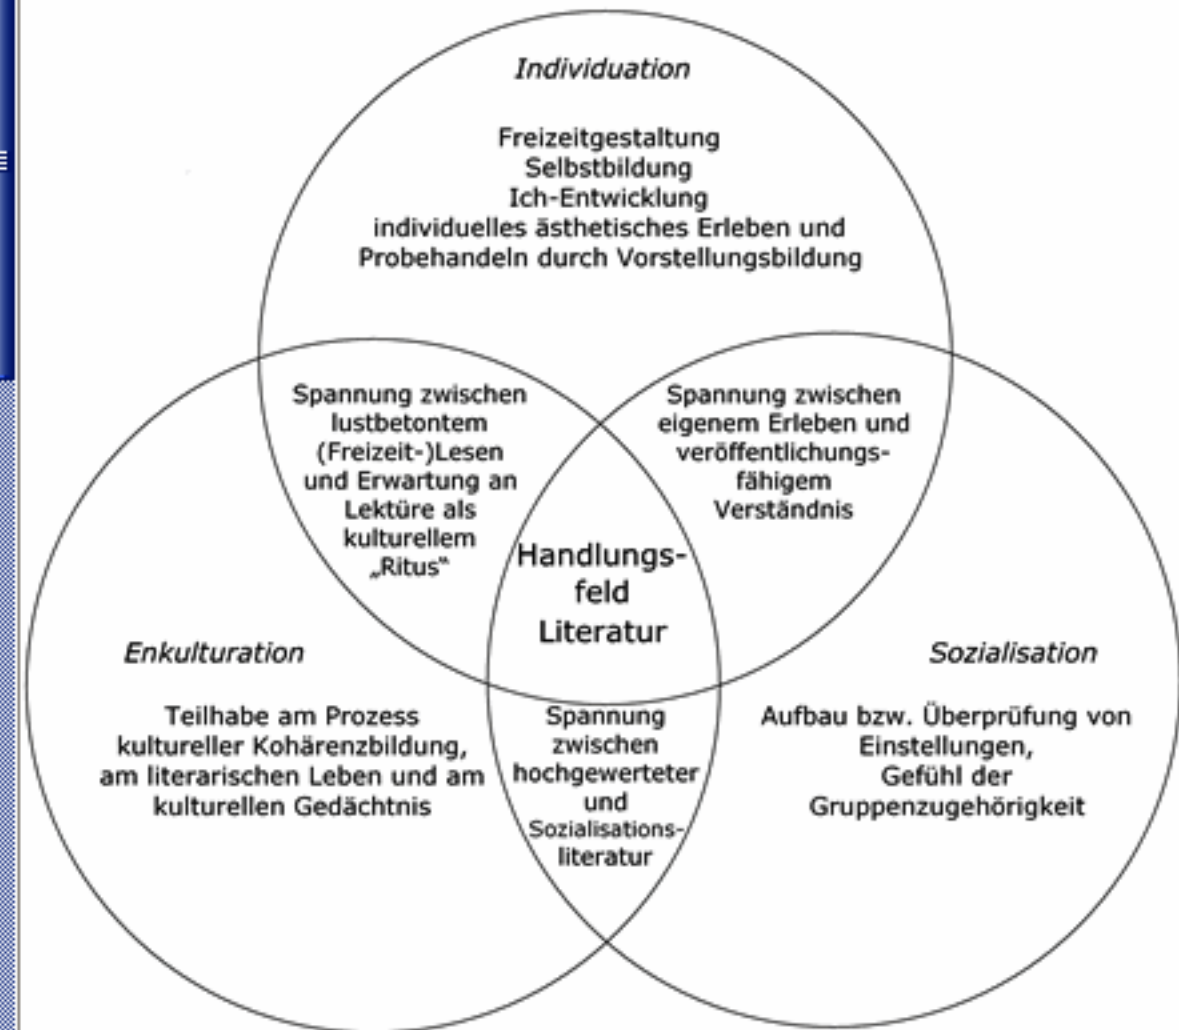 Individuation
Freizeitgestaltung
Selbstbildung
Ich-Entwicklung
individuelles ästhetisches Erleben und
Probehandeln durch Vorstellungsbildung
Spannung zwischen
lustbetontem
(Freizeit-)Lesen
und Erwartung an
Lektüre als
kulturellem
„Ritus“
Spannung zwischen
eigenem Erleben und
veröffentlichungs-
fähigem
Verständnis
Handlungs-
feld
Literatur
Enkulturation
Teilhabe am Prozess
kultureller Kohärenzbildung,
am literarischen Leben und am
kulturellen Gedächtnis
Spannung
zwischen
hochgewerteter
und
Sozialisations-
literatur
Sozialisation
Aufbau bzw. Überprüfung von
Einstellungen,
Gefühl der
Gruppenzugehörigkeit